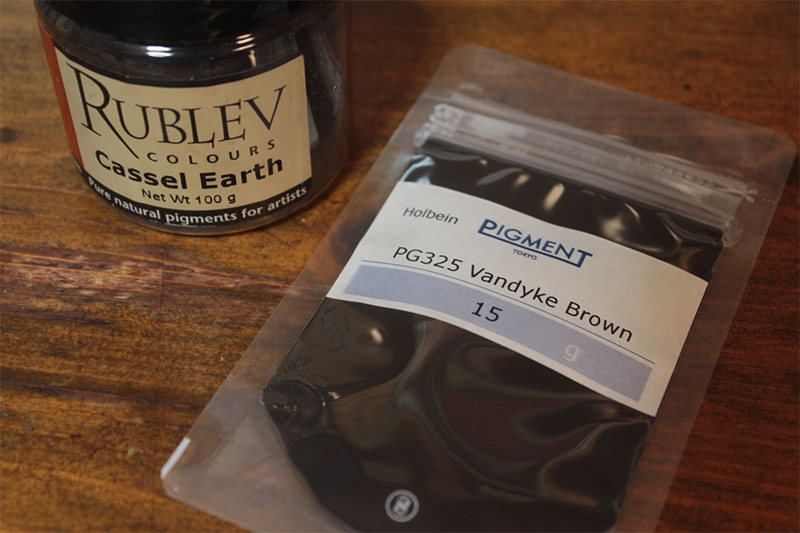 RUBLEV
COLOURS
Cassel Earth
Net Wt 100 g
Pure natural pigments for artists
Holbein
PIGMENT
TOKYO
PG325 Vandyke Brown
15
g